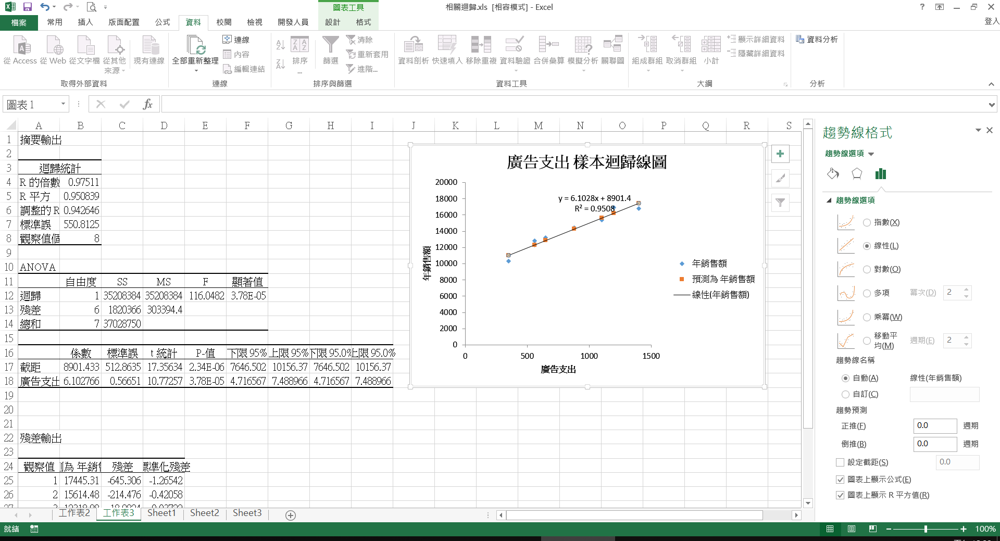 圖表工具
相關迴歸.xls [相容模式] - Excel
?
登入
檔案 常用 插入 版面配置 公式 資料 校閱 檢視 開發人員 設計 格式
從 Access 從 Web 從文字檔 從其他來源 現有連線
取得外部資料
全部重新整理 連線 內容 編輯連結
連線
排序 ... 篩選 清除 重新套用 進階...
排序與篩選
資料剖析 快速填入 移除重複 資料驗證 合併彙算 模擬分析 關聯圖
資料工具
組成群組 取消群組 小計 顯示詳細資料 隱藏詳細資料
大綱
資料分析
分析
圖表 1
fx
A B C D E F G H I J K L M N O P Q R S
1 摘要輸出
2
3 迴歸統計
4 R 的倍數 0.97511
5 R 平方 0.950839
6 調整的 R 0.942646
7 標準誤 550.8125
8 觀察值個 8
9
10 ANOVA
11 自由度 SS MS F 顯著值
12 迴歸 1 35208384 35208384 116.0482 3.78E-05
13 殘差 6 1820366 303394.4
14 總和 7 37028750
15
16 係數 標準誤 t 統計 P-值 下限 95% 上限 95% 下限 95.0% 上限 95.0%
17 截距 8901.433 512.8635 17.35634 2.34E-06 7646.502 10156.37 7646.502 10156.37
18 廣告支出 6.102766 0.56651 10.77257 3.78E-05 4.716567 7.488966 4.716567 7.488966
19
20
21
22 殘差輸出
23
24 觀察值 為 年銷 殘差 準化殘差
25 1 17445.31 -645.306 -1.26542
26 2 15614.48 -214.476 -0.42058
廣告支出 樣本迴歸線圖
20000
18000
16000
14000
12000
10000
8000
6000
4000
2000
0
y = 6.1028x + 8901.4
R² = 0.9508
年銷售額
年銷售額
預測為 年銷售額
線性(年銷售額)
0 500 1000 1500
廣告支出
趨勢線格式
趨勢線選項
趨勢線選項
指數(X)
線性(L)
對數(O)
多項 冪次(D) 2
乘冪(W)
移動平均(M) 週期(E) 2
趨勢線名稱
自動(A) 線性(年銷售額)
自訂(C)
趨勢預測
正推(F) 0.0 週期
倒推(B) 0.0 週期
設定截距(S) 0.0
圖表上顯示公式(E)
圖表上顯示 R 平方值(R)
工作表2 工作表3 Sheet1 Sheet2 Sheet3
就緒
100%